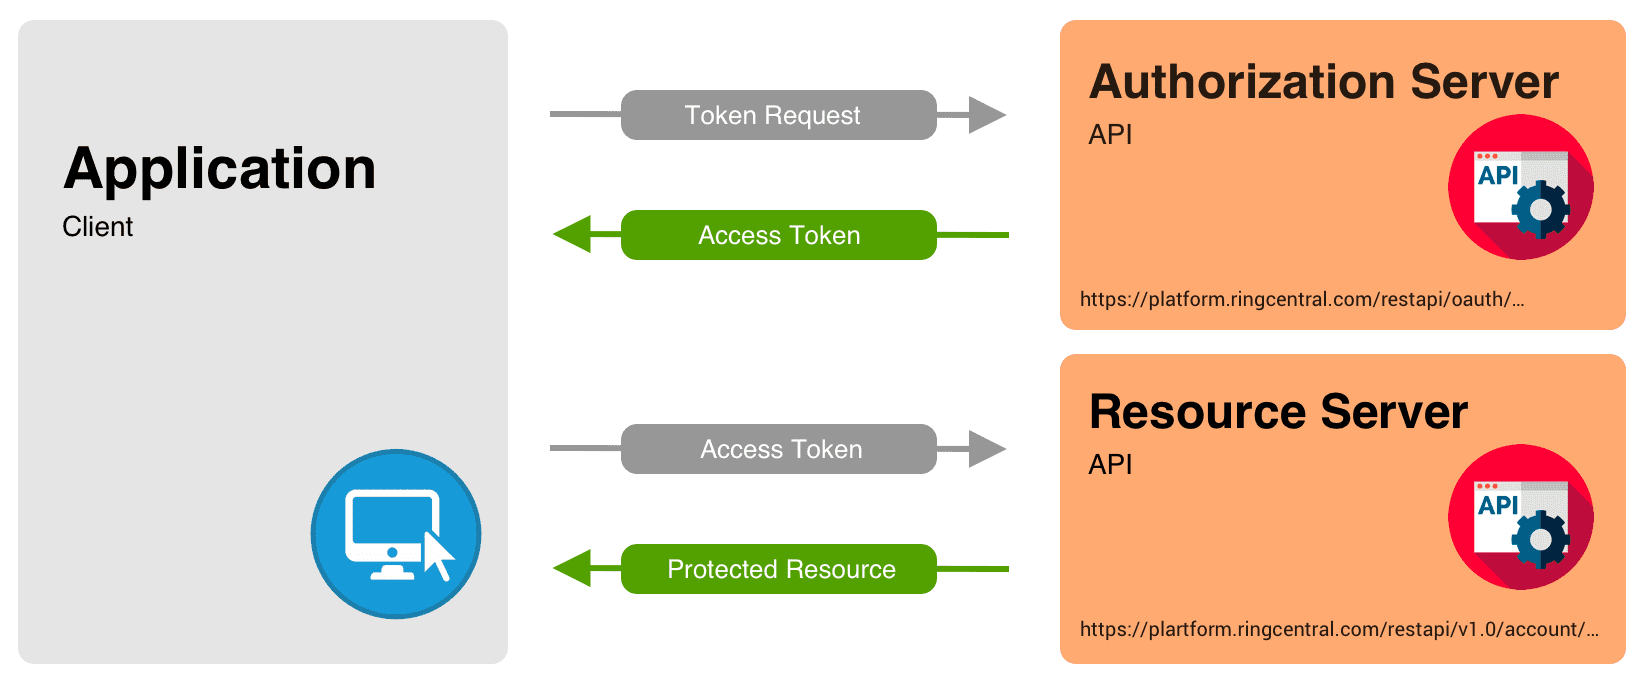 Application
Client
Token Request
Access Token
Access Token
Protected Resource
Authorization Server
API
API
https://platform.ringcentral.com/restapi/oauth/...
Resource Server
API
API
https://plartform.ringcentral.com/restapi/v1.0/account/...